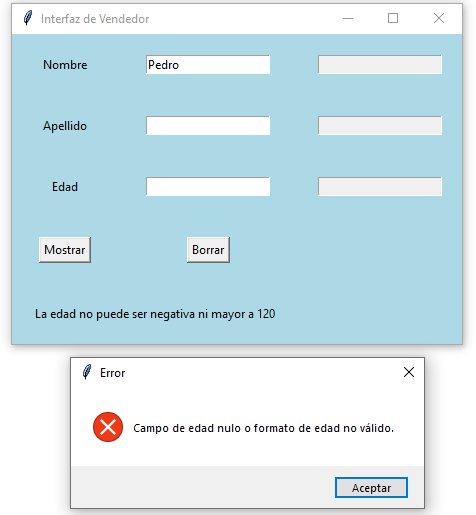 Interfaz de Vendedor
Nombre Pedro
Apellido
Edad
Mostrar Borrar
La edad no puede ser negativa ni mayor a 120
Error
Campo de edad nulo o formato de edad no válido.
Aceptar